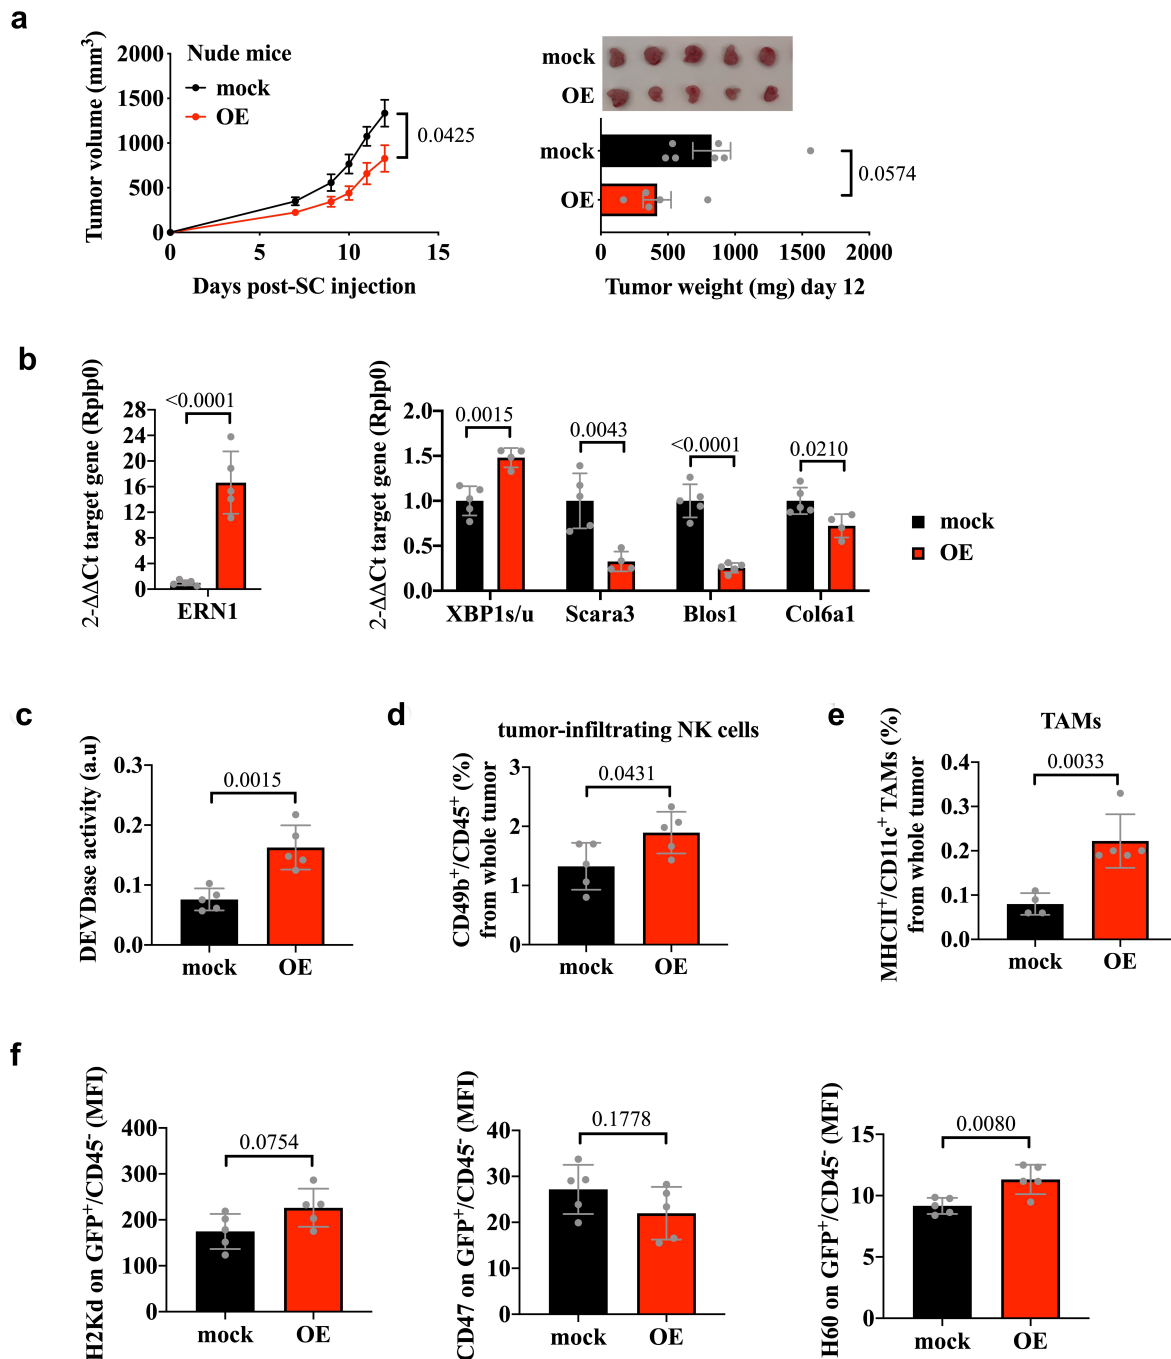 a
Tumor volume (mm3)
2000
1500
1000
500
0
0
5
10
15
Days post-SC injection
Nude mice
mock
OE
0.0425
mock
OE
mock
OE
0.0574
0
500
1000
1500
2000
Tumor weight (mg) day 12
b
2-ΔΔCt target gene (Rplp0)
28
24
20
16
12
8
4
0
<0.0001
ERN1
2-ΔΔCt target gene (Rplp0)
2.0
1.5
1.0
0.5
0.0
0.0015
0.0043
<0.0001
0.0210
XBP1s/u
Scara3
Blos1
Col6a1
mock
OE
c
DEVDase activity (a.u)
0.3
0.2
0.1
0.0
0.0015
mock
OE
d
tumor-infiltrating NK cells
CD49b+/CD45+ (%)
from whole tumor
3
2
1
0
0.0431
mock
OE
e
TAMs
MHCII+/CD11c+ TAMs (%)
from whole tumor
0.4
0.3
0.2
0.1
0.0
0.0033
mock
OE
f
H2Kd on GFP+/CD45- (MFI)
400
300
200
100
0
0.0754
mock
OE
CD47 on GFP+/CD45- (MFI)
40
30
20
10
0
0.1778
mock
OE
H60 on GFP+/CD45- (MFI)
15
10
5
0
0.0080
mock
OE